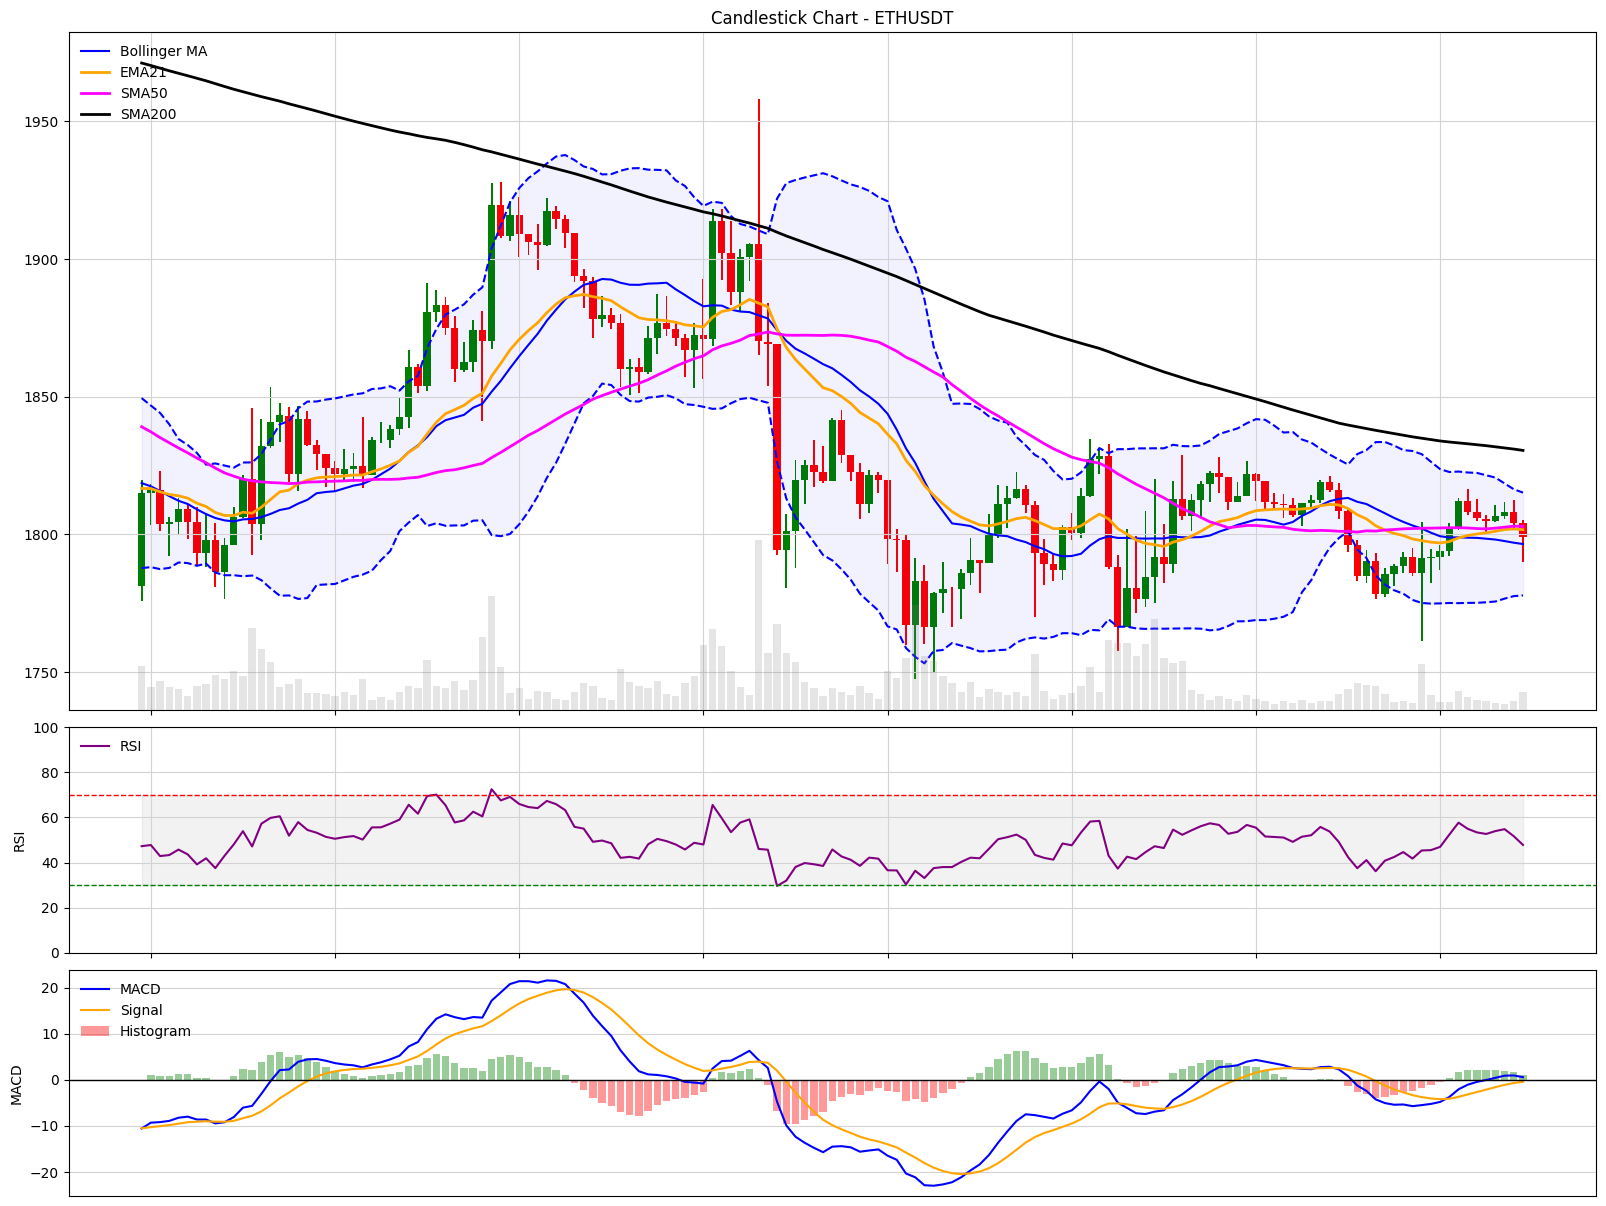 Candlestick Chart - ETHUSDT
Bollinger MA
EMA21
SMA50
SMA200
1950
1900
1850
1800
1750
RSI
100
80
60
40
20
0
RSI
MACD
Signal
Histogram
20
10
0
−10
−20
MACD